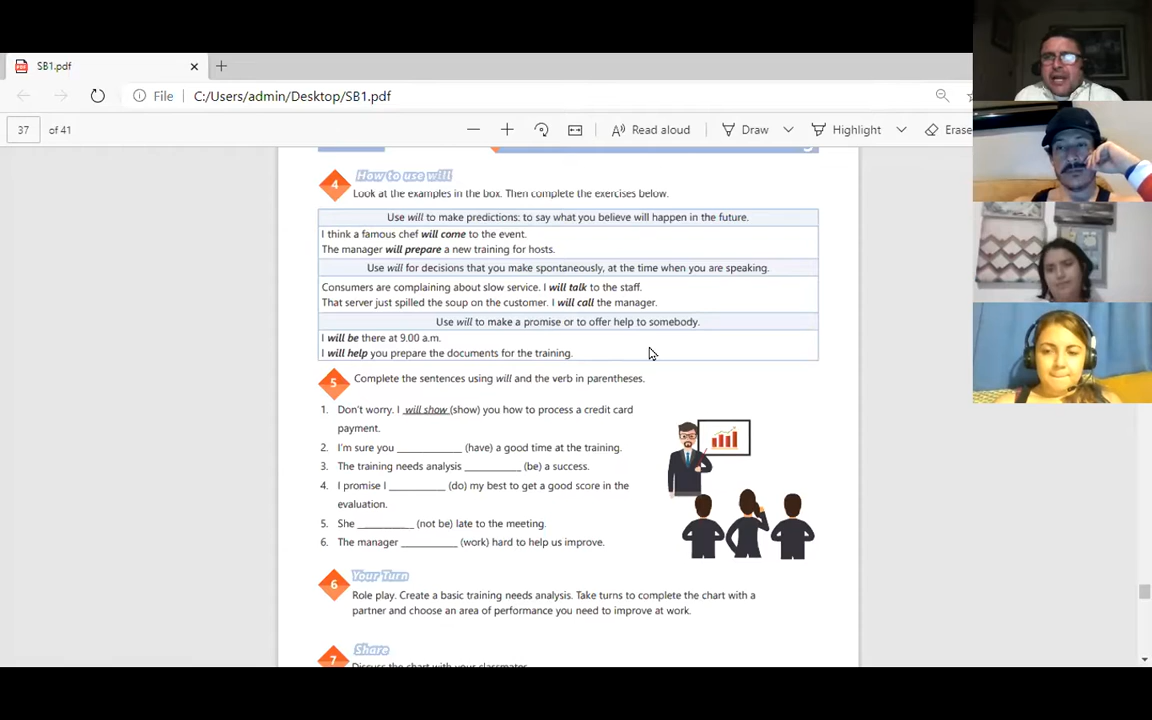 SB1.pdf
File C:/Users/admin/Desktop/SB1.pdf
37 of 41 Read aloud Draw Highlight Erase
4 How to use will
Look at the examples in the box. Then complete the exercises below.
Use will to make predictions: to say what you believe will happen in the future.
I think a famous chef will come to the event.
The manager will prepare a new training for hosts.
Use will for decisions that you make spontaneously, at the time when you are speaking.
Consumers are complaining about slow service. I will talk to the staff.
That server just spilled the soup on the customer. I will call the manager.
Use will to make a promise or to offer help to somebody.
I will be there at 9.00 a.m.
I will help you prepare the documents for the training.
5 Complete the sentences using will and the verb in parentheses.
1. Don't worry. I will show (show) you how to process a credit card
payment.
2. I'm sure you ____________ (have) a good time at the training.
3. The training needs analysis __________ (be) a success.
4. I promise I __________ (do) my best to get a good score in the
evaluation.
5. She __________ (not be) late to the meeting.
6. The manager __________ (work) hard to help us improve.
6 Your Turn
Role play. Create a basic training needs analysis. Take turns to complete the chart with a
partner and choose an area of performance you need to improve at work.
7 Share
Discuss the chart with your classmates